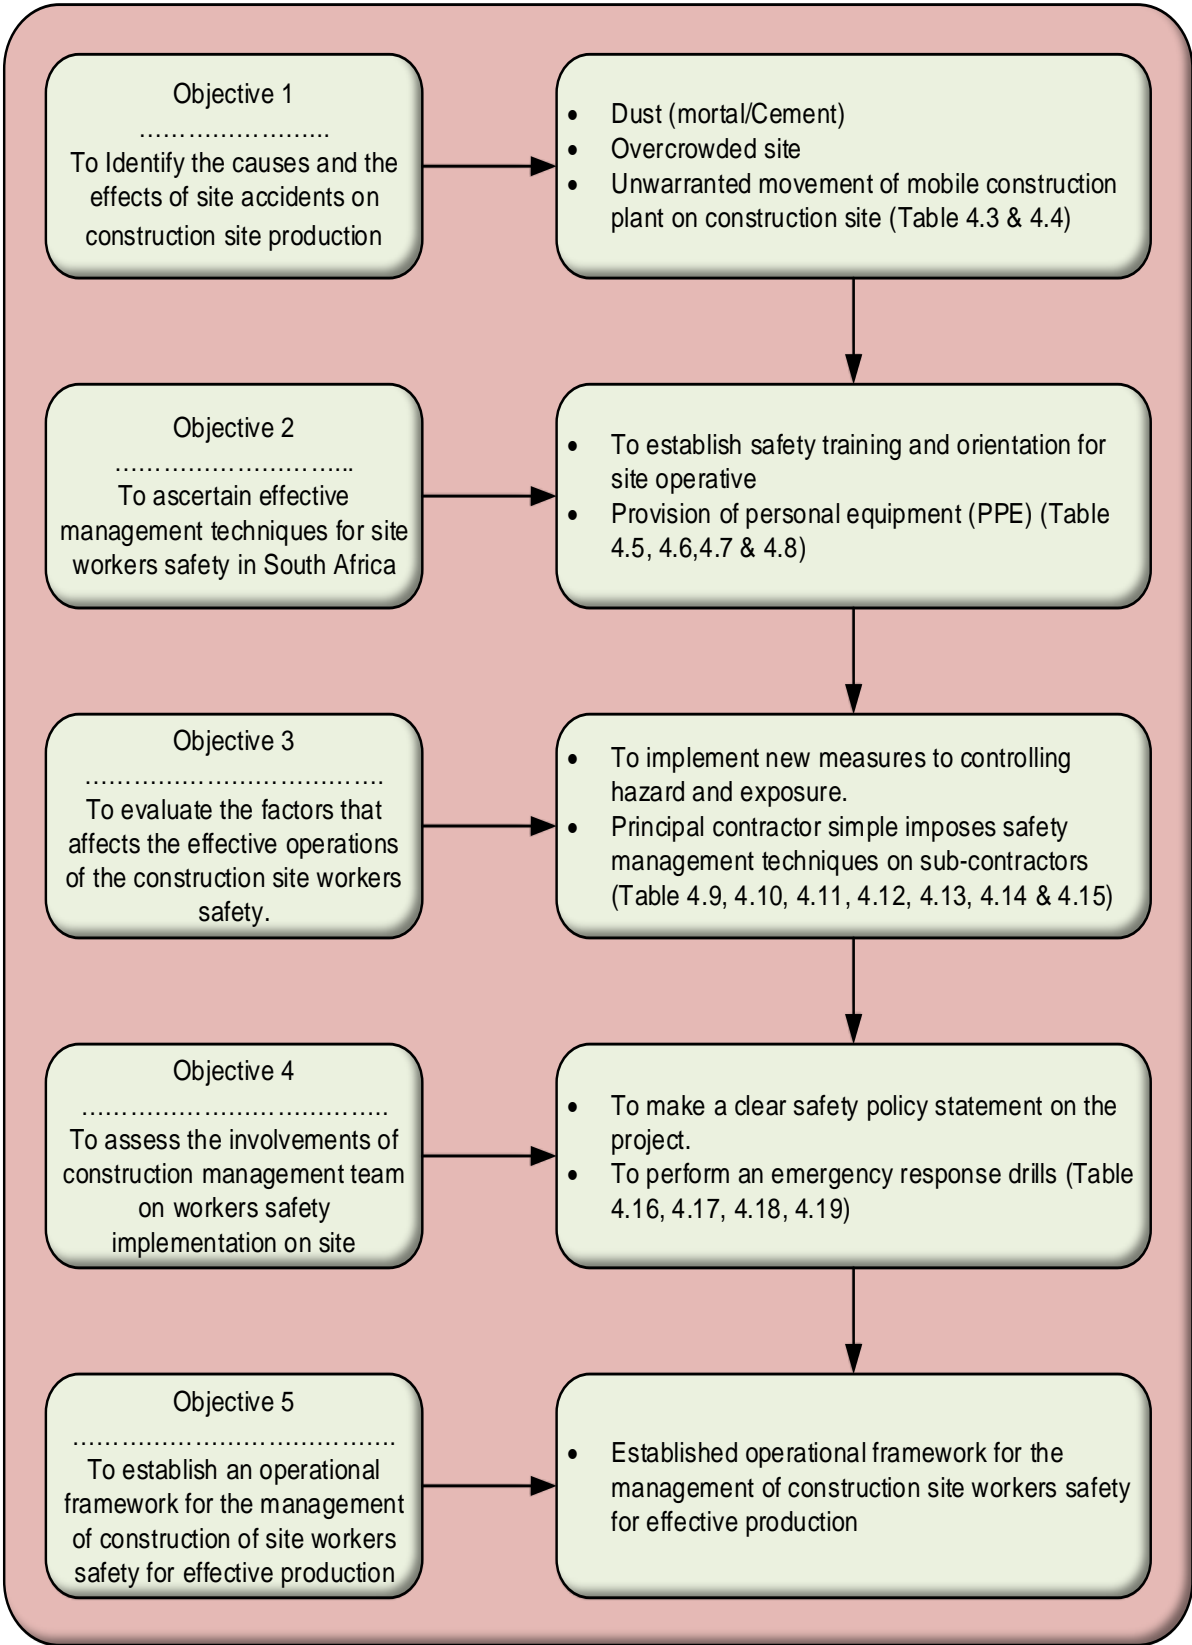 Objective 1
…………………...
To Identify the causes and the
effects of site accidents on
construction site production
• Dust (mortal/Cement)
• Overcrowded site
• Unwarranted movement of mobile construction
plant on construction site (Table 4.3 & 4.4)
Objective 2
………………………...
To ascertain effective
management techniques for site
workers safety in South Africa
• To establish safety training and orientation for
site operative
• Provision of personal equipment (PPE) (Table
4.5, 4.6,4.7 & 4.8)
Objective 3
……………………………….
To evaluate the factors that
affects the effective operations
of the construction site workers
safety.
• To implement new measures to controlling
hazard and exposure.
• Principal contractor simple imposes safety
management techniques on sub-contractors
(Table 4.9, 4.10, 4.11, 4.12, 4.13, 4.14 & 4.15)
Objective 4
………………………………..
To assess the involvements of
construction management team
on workers safety
implementation on site
• To make a clear safety policy statement on the
project.
• To perform an emergency response drills (Table
4.16, 4.17, 4.18, 4.19)
Objective 5
………………………………….
To establish an operational
framework for the management
of construction of site workers
safety for effective production
• Established operational framework for the
management of construction site workers safety
for effective production